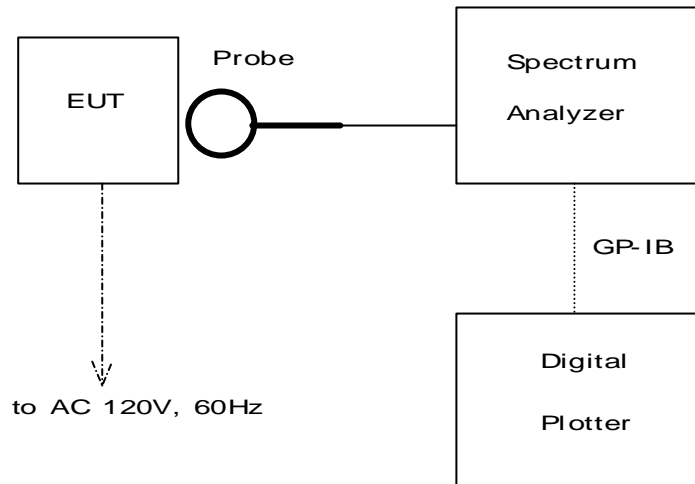 Probe
EUT
Spectrum
Analyzer
GP-IB
Digital
Plotter
to AC 120V, 60Hz